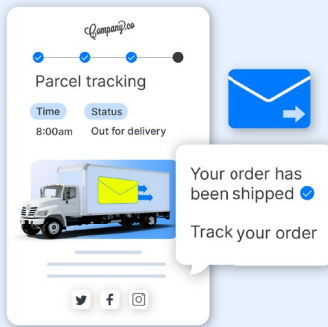 Company.co
Parcel tracking
Time Status
8:00am Out for delivery
Your order has
been shipped
Track your order